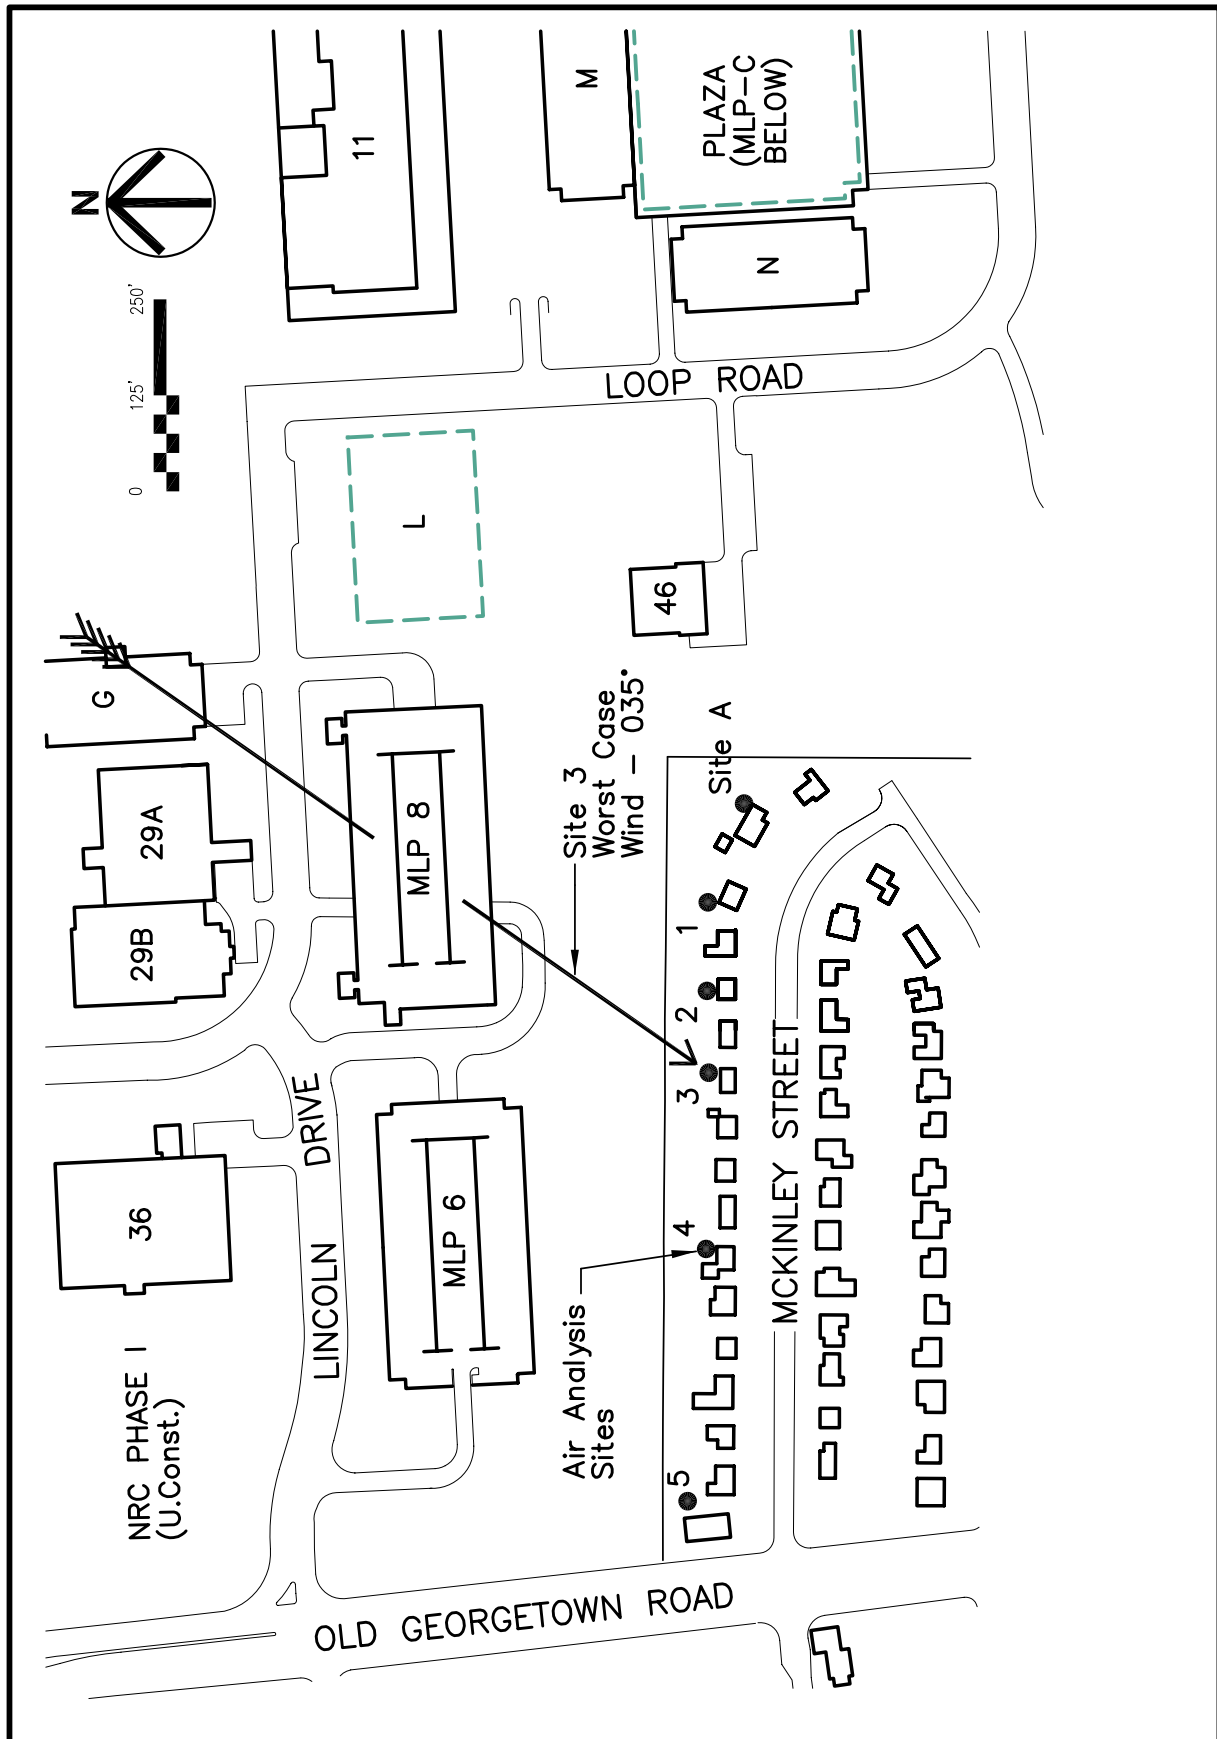 N
0 125' 250'
11
M
PLAZA
(MLP-C
BELOW)
N
LOOP ROAD
L
46
G
29A
29B
MLP 8
Site 3
Worst Case
Wind - 035°
Site A
1
2
3
4
5
MCKINLEY STREET
36
LINCOLN DRIVE
MLP 6
Air Analysis
Sites
NRC PHASE I
(U.Const.)
OLD GEORGETOWN ROAD